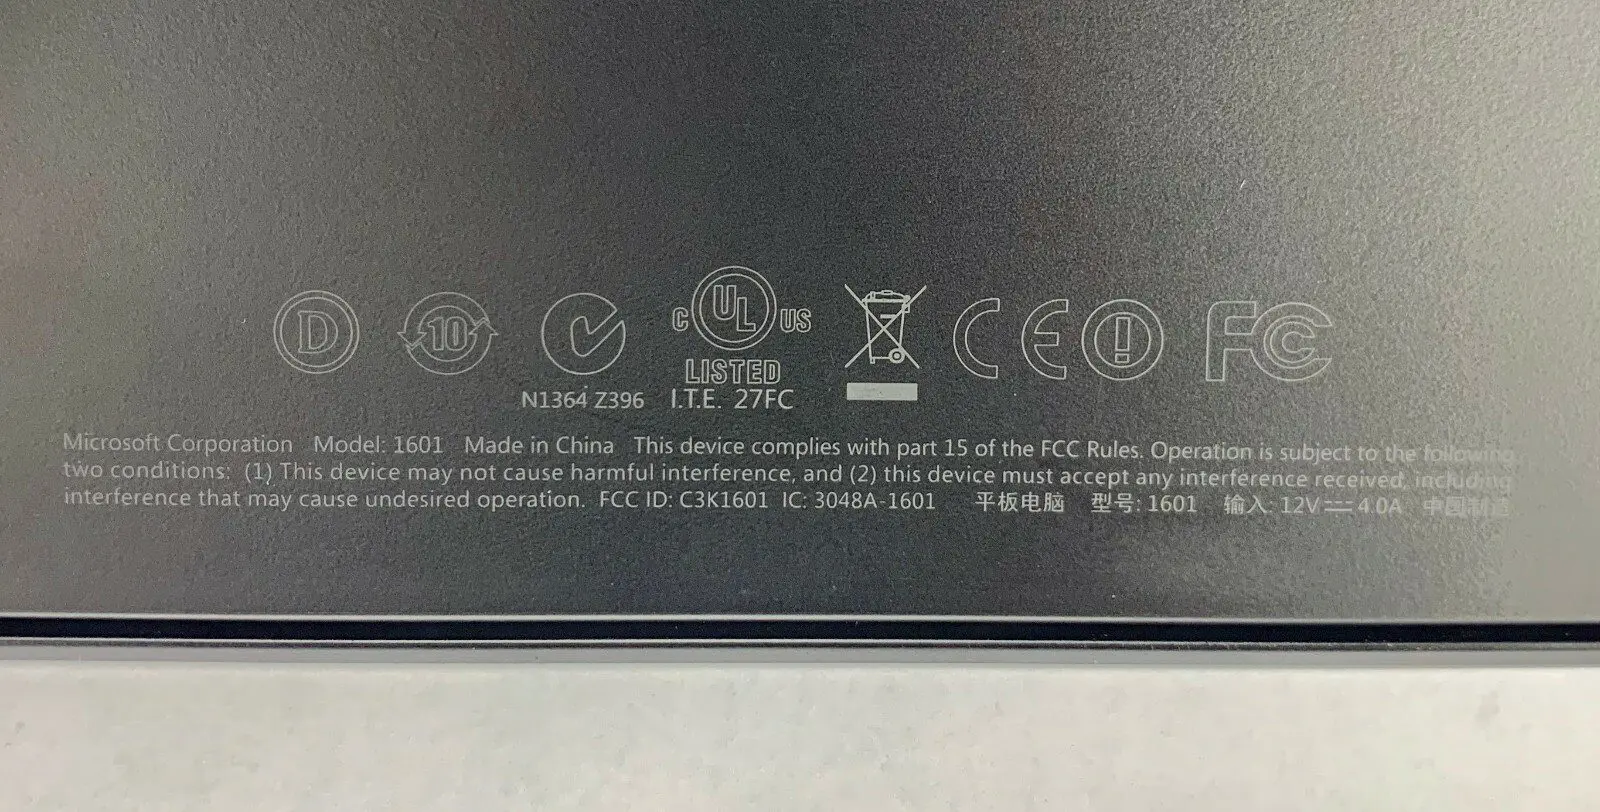 D 10 C UL US CE FC
LISTED
N1364 Z396 I.T.E. 27FC
Microsoft Corporation Model: 1601 Made in China This device complies with part 15 of the FCC Rules. Operation is subject to the following
two conditions: (1) This device may not cause harmful interference, and (2) this device must accept any interference received, including
interference that may cause undesired operation. FCC ID: C3K1601 IC: 3048A-1601 平板电脑 型号: 1601 输入: 12V⎓4.0A 中国制造